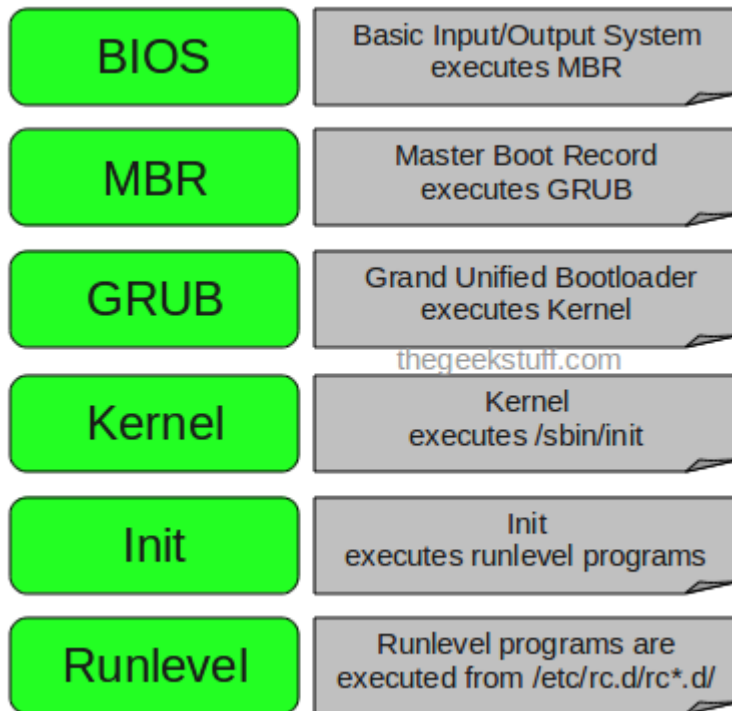 BIOS
Basic Input/Output System
executes MBR
MBR
Master Boot Record
executes GRUB
GRUB
Grand Unified Bootloader
executes Kernel
thegeekstuff.com
Kernel
Kernel
executes /sbin/init
Init
Init
executes runlevel programs
Runlevel
Runlevel programs are
executed from /etc/rc.d/rc*.d/